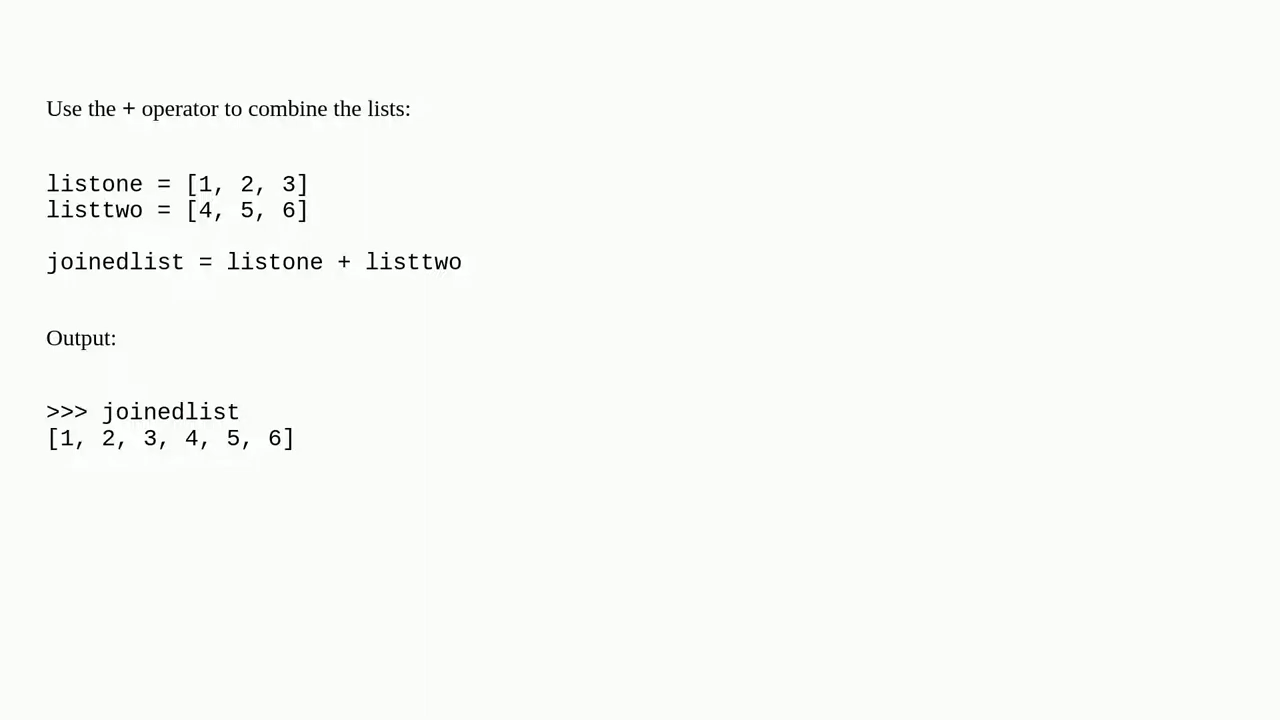 Use the + operator to combine the lists:
listone = [1, 2, 3]
listtwo = [4, 5, 6]
joinedlist = listone + listtwo
Output:
>>> joinedlist
[1, 2, 3, 4, 5, 6]